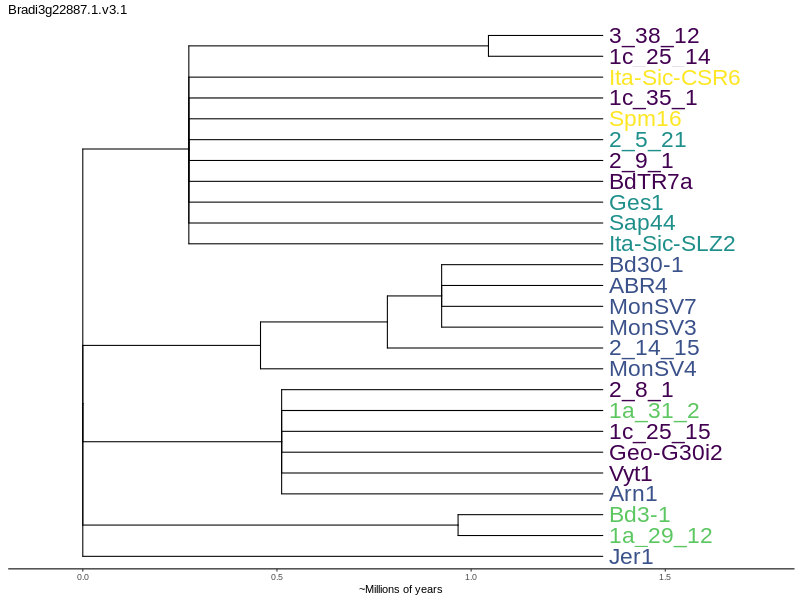 Bradi3g22887.1.v3.1
3_38_12
1c_25_14
Ita-Sic-CSR6
1c_35_1
Spm16
2_5_21
2_9_1
BdTR7a
Ges1
Sap44
Ita-Sic-SLZ2
Bd30-1
ABR4
MonSV7
MonSV3
2_14_15
MonSV4
2_8_1
1a_31_2
1c_25_15
Geo-G30i2
Vyt1
Arn1
Bd3-1
1a_29_12
Jer1
0.0 0.5 1.0 1.5
~Millions of years